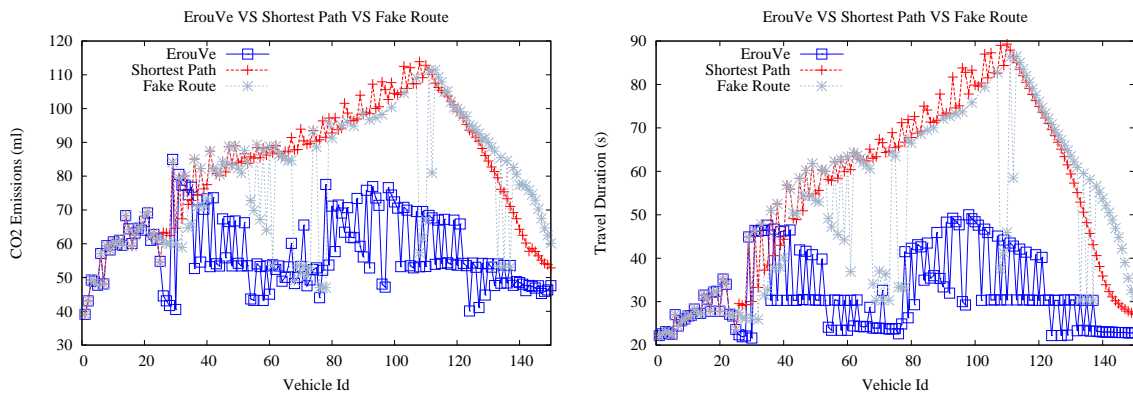 ErouVe VS Shortest Path VS Fake Route
120
110
100
90
80
70
60
50
40
30
CO2 Emissions (ml)
ErouVe
Shortest Path
Fake Route
0 20 40 60 80 100 120 140
Vehicle Id
ErouVe VS Shortest Path VS Fake Route
90
80
70
60
50
40
30
20
Travel Duration (s)
ErouVe
Shortest Path
Fake Route
0 20 40 60 80 100 120 140
Vehicle Id